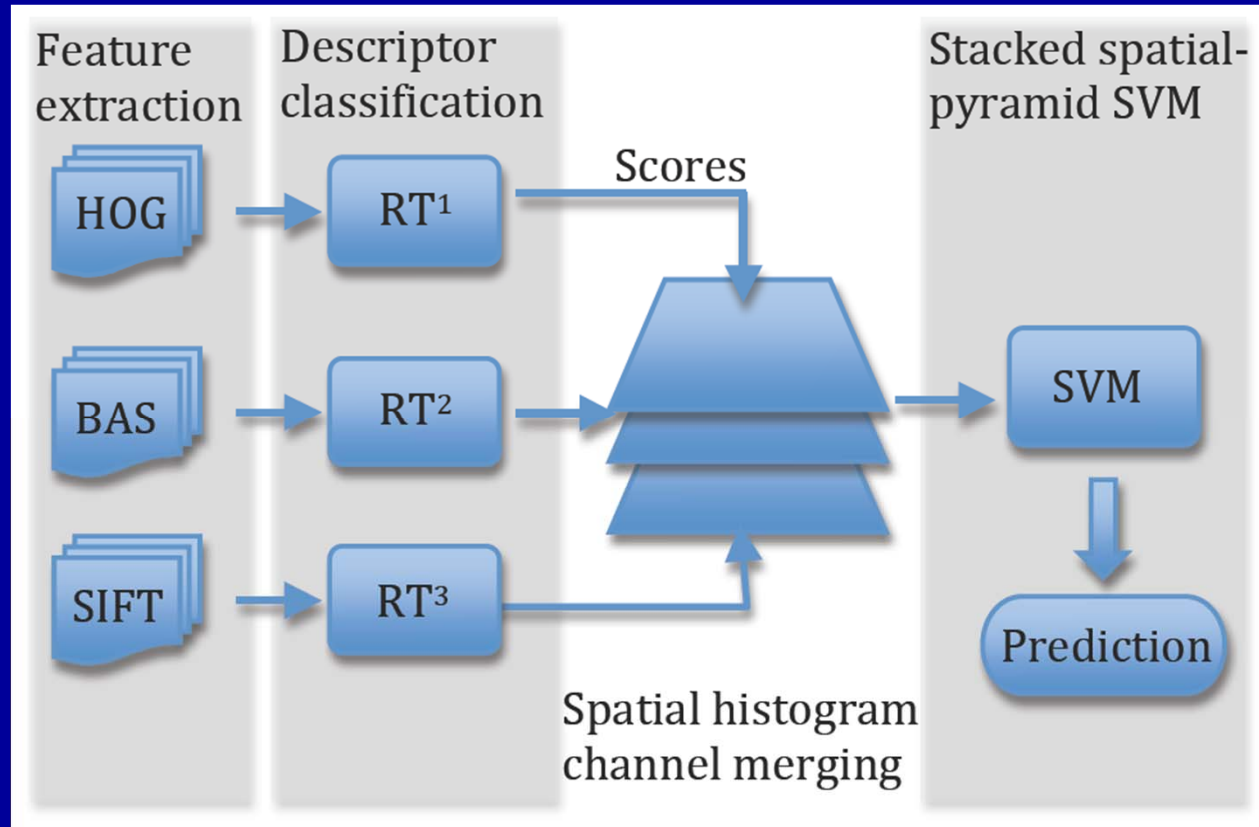 Feature
extraction
Descriptor
classification
Stacked spatial-
pyramid SVM
Scores
HOG
RT¹
BAS
RT²
SVM
SIFT
RT³
Prediction
Spatial histogram
channel merging